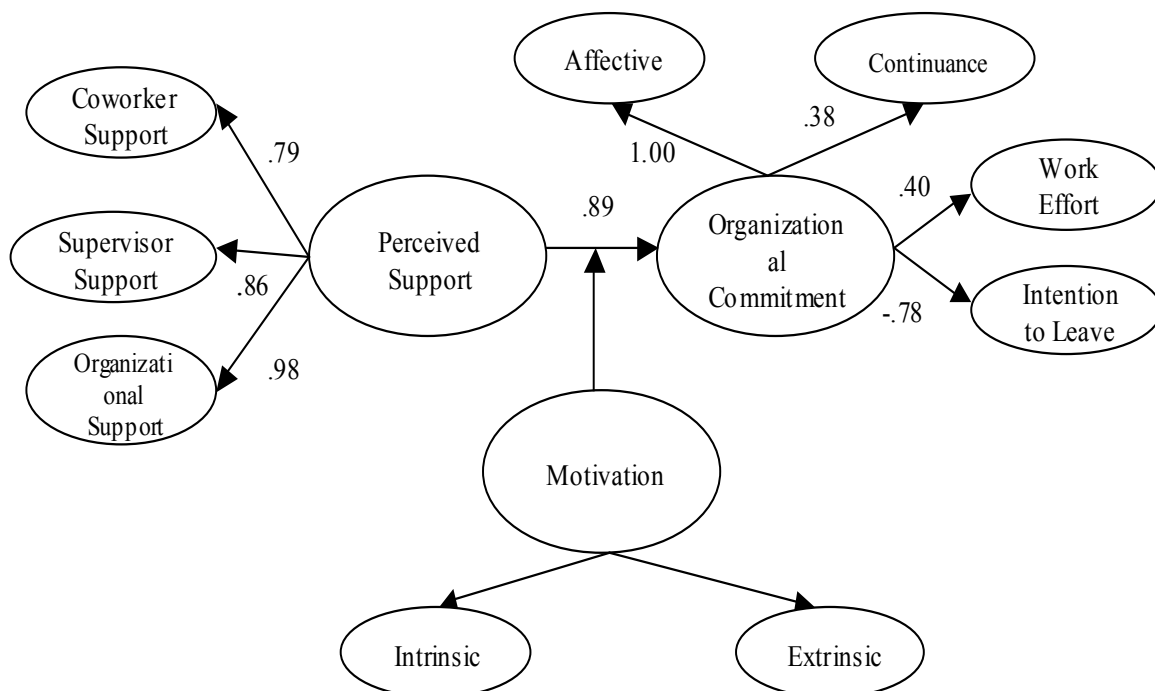 Affective
Continuance
Coworker
Support
.79
1.00
.38
Supervisor
Support
.86
Perceived
Support
.89
Organization
al
Commitment
.40
Work
Effort
-.78
Intention
to Leave
Organizati
onal
Support
.98
Motivation
Intrinsic
Extrinsic